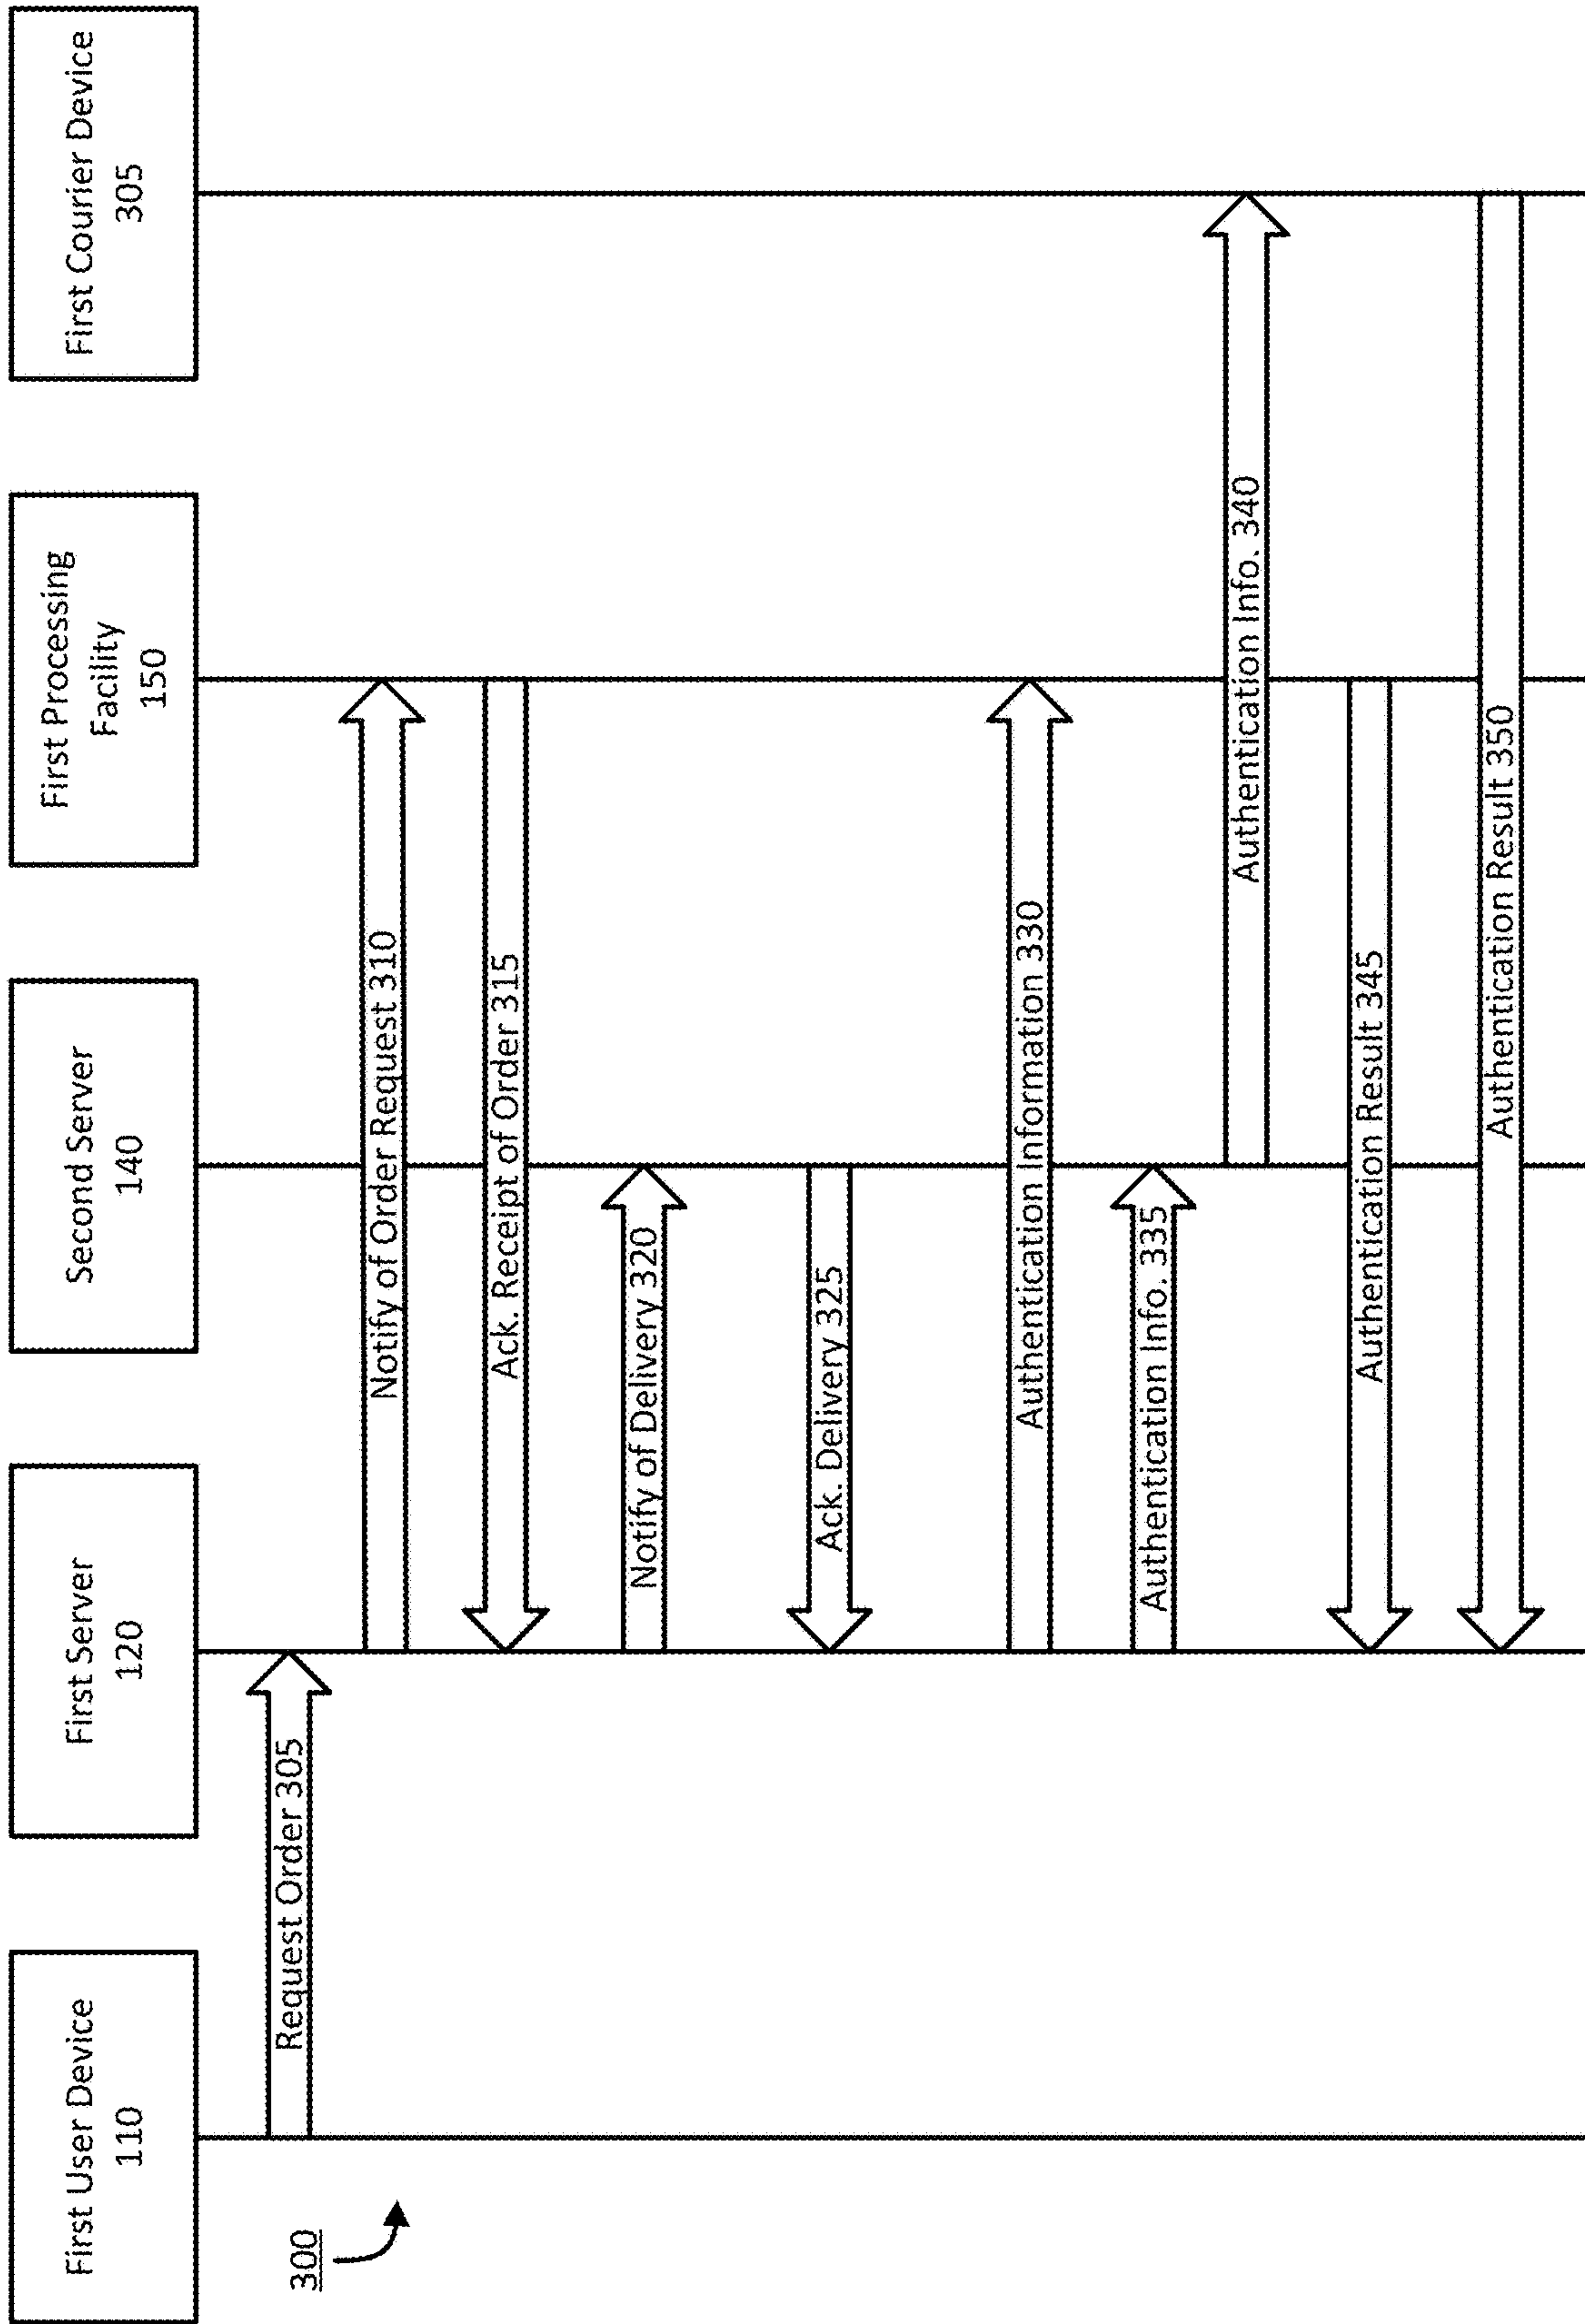 First User Device
110
First Server
120
Second Server
140
First Processing
Facility
150
First Courier Device
305
300
Request Order 305
Notify of Order Request 310
Ack. Receipt of Order 315
Notify of Delivery 320
Ack. Delivery 325
Authentication Information 330
Authentication Info. 335
Authentication Info. 340
Authentication Result 345
Authentication Result 350